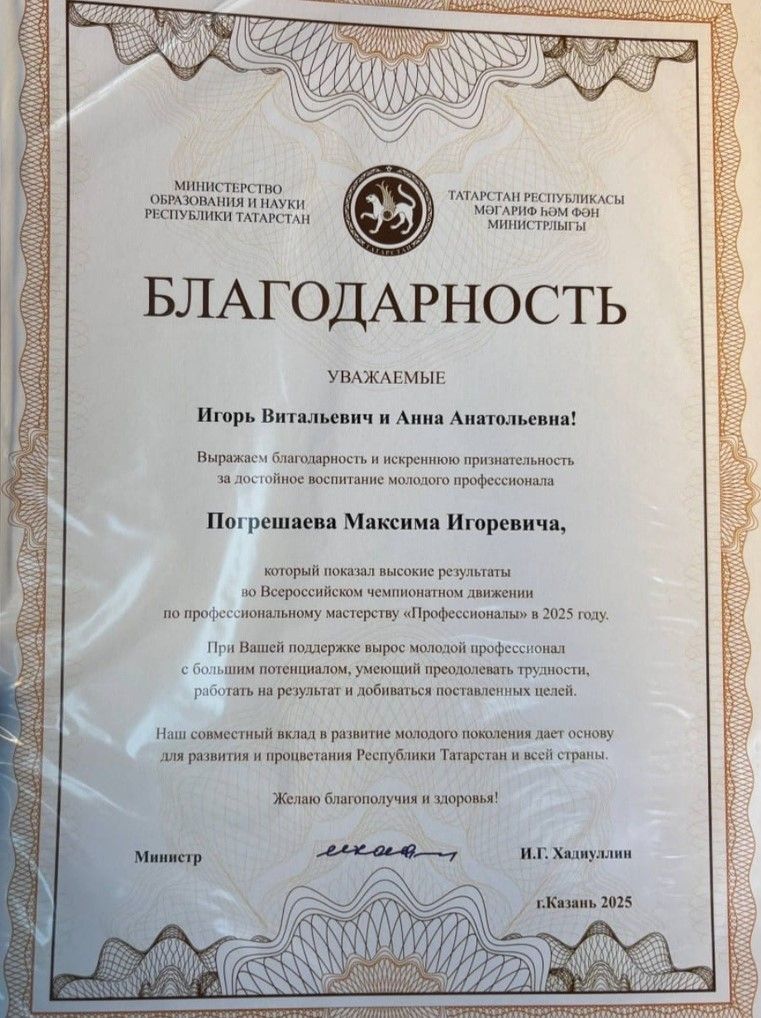 МИНИСТЕРСТВО
ОБРАЗОВАНИЯ И НАУКИ
РЕСПУБЛИКИ ТАТАРСТАН
ТАТАРСТАН РЕСПУБЛИКАСЫ
МӘГАРИФ ҺӘМ ФӘН
МИНИСТРЛЫГЫ
ТАТАРСТАН
БЛАГОДАРНОСТЬ
УВАЖАЕМЫЕ
Игорь Витальевич и Анна Анатольевна!
Выражаем благодарность и искреннюю признательность
за достойное воспитание молодого профессионала
Погрешаева Максима Игоревича,
который показал высокие результаты
во Всероссийском чемпионатном движении
по профессиональному мастерству «Профессионалы» в 2025 году.
При Вашей поддержке вырос молодой профессионал
с большим потенциалом, умеющий преодолевать трудности,
работать на результат и добиваться поставленных целей.
Наш совместный вклад в развитие молодого поколения дает основу
для развития и процветания Республики Татарстан и всей страны.
Желаю благополучия и здоровья!
Министр
И.Г. Хадиуллин
г.Казань 2025